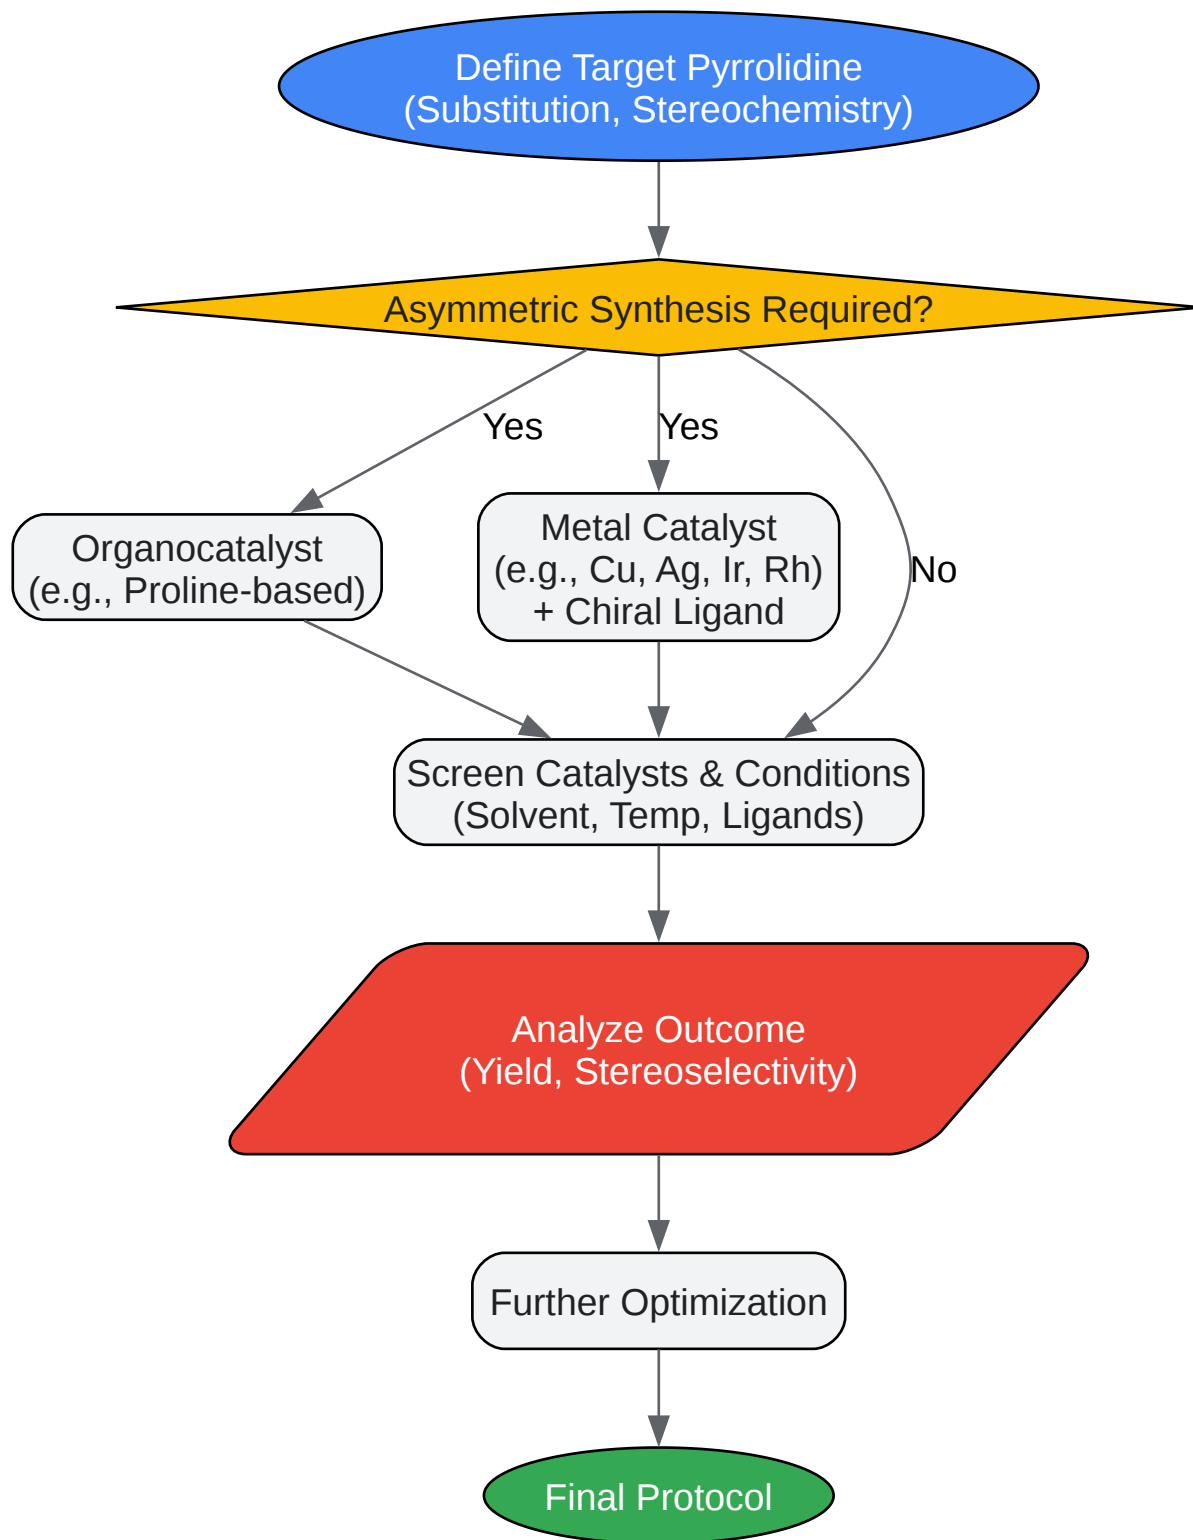 Define Target Pyrrolidine
(Substitution, Stereochemistry)
Asymmetric Synthesis Required?
Yes
Yes
No
Organocatalyst
(e.g., Proline-based)
Metal Catalyst
(e.g., Cu, Ag, Ir, Rh)
+ Chiral Ligand
Screen Catalysts & Conditions
(Solvent, Temp, Ligands)
Analyze Outcome
(Yield, Stereoselectivity)
Further Optimization
Final Protocol